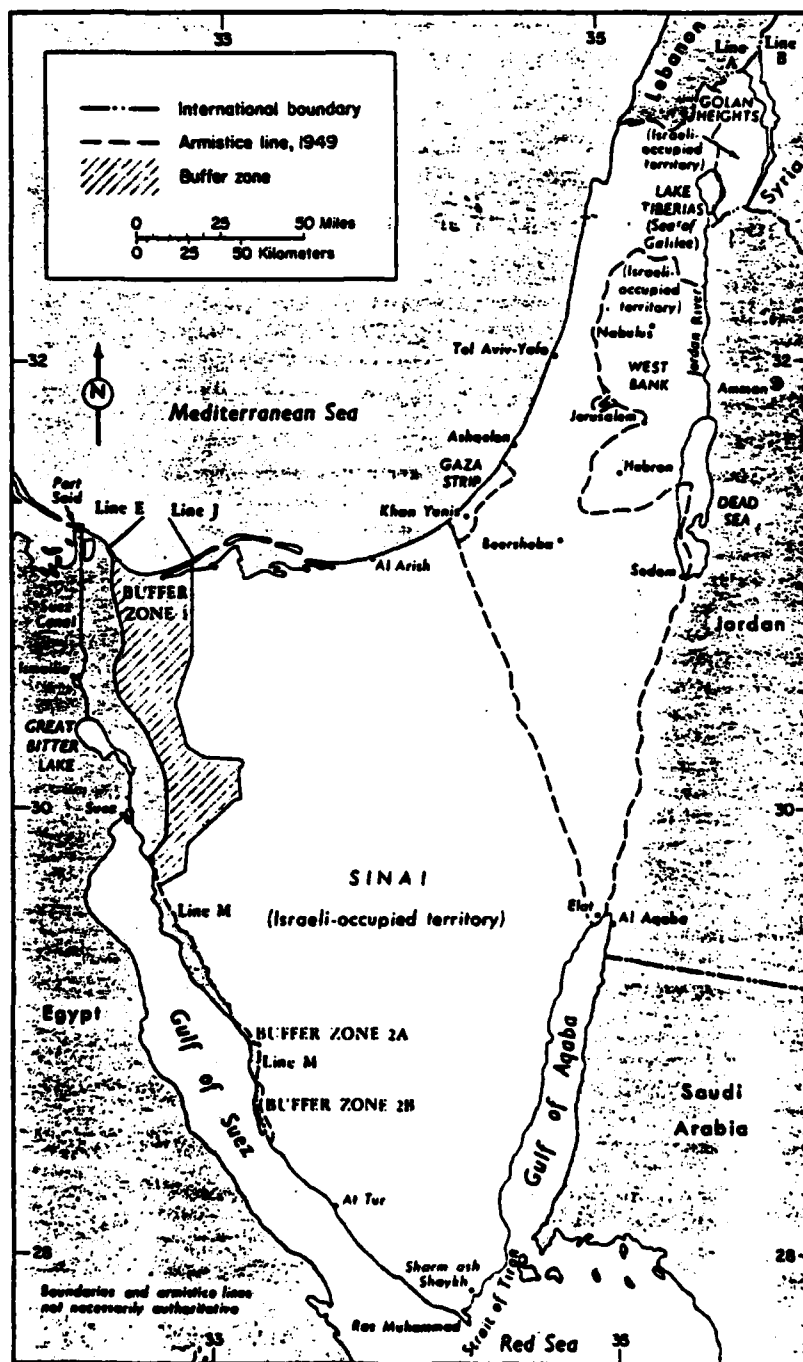 33
35
International boundary
Armistice line, 1949
Buffer zone
0 25 50 Miles
0 25 50 Kilometers
Lebanon
Line
A
Line
B
GOLAN
HEIGHTS
(Israeli-
occupied
territory)
Syria
LAKE
TIBERIAS
(Sea of
Galilee)
(Israeli-
occupied
territory)
Nabulus
Jordan River
32
32
Tel Aviv-Yafo
WEST
BANK
Amman
N
Mediterranean Sea
Jerusalem
Ashqelon
GAZA
STRIP
Hebron
Port
Said
Line E
Line J
Khan Yunis
DEAD
SEA
Beersheba
Al Arish
Sedom
BUFFER
ZONE 1
Suez
Canal
Jordan
Ismailia
GREAT
BITTER
LAKE
30
30
Suez
SINAI
(Israeli-occupied territory)
Line M
Elat
Al Aqaba
Egypt
Gulf of Suez
BUFFER ZONE 2A
Line M
BUFFER ZONE 2B
Gulf of Aqaba
Saudi
Arabia
At Tur
28
28
Sharm ash
Shaykh
Strait of Tiran
Boundaries and armistice lines
not necessarily authoritative
Ras Muhammad
Red Sea
33
35